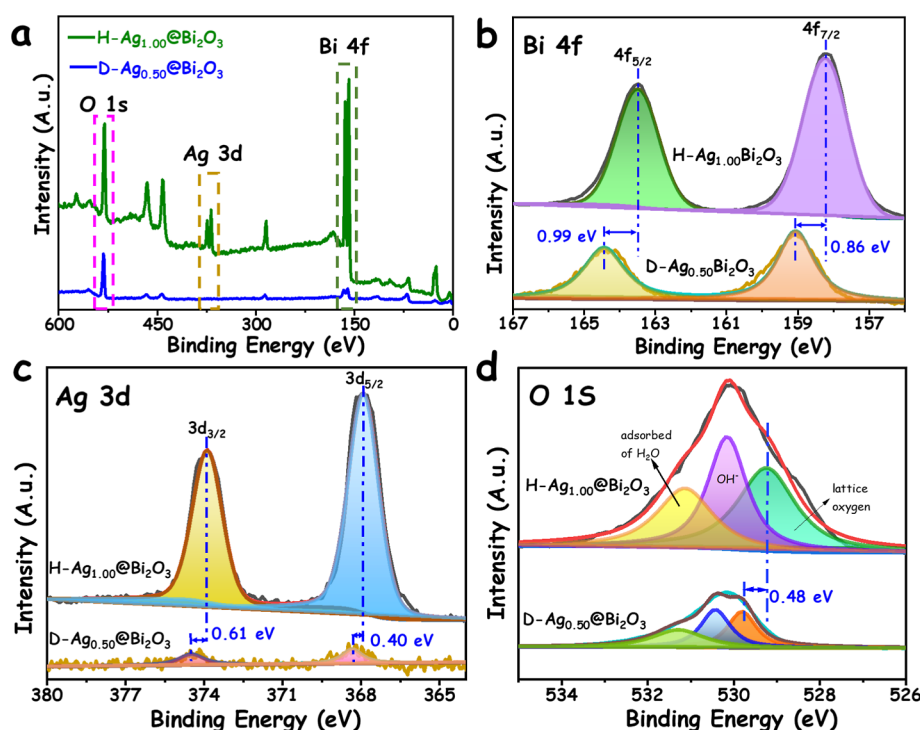 a
H-Ag₁.₀₀@Bi₂O₃
D-Ag₀.₅₀@Bi₂O₃
O 1s
Ag 3d
Bi 4f
Intensity (A.u.)
600 450 300 150 0
Binding Energy (eV)
b
Bi 4f
4f₅/₂
4f₇/₂
H-Ag₁.₀₀Bi₂O₃
0.99 eV
0.86 eV
D-Ag₀.₅₀Bi₂O₃
Intensity (A.u.)
167 165 163 161 159 157
Binding Energy (eV)
c
Ag 3d
3d₃/₂
3d₅/₂
H-Ag₁.₀₀@Bi₂O₃
D-Ag₀.₅₀@Bi₂O₃
0.61 eV
0.40 eV
Intensity (A.u.)
380 377 374 371 368 365
Binding Energy (eV)
d
O 1S
adsorbed
of H₂O
OH⁻
H-Ag₁.₀₀@Bi₂O₃
lattice
oxygen
0.48 eV
D-Ag₀.₅₀@Bi₂O₃
Intensity (A.u.)
534 532 530 528 526
Binding Energy (eV)